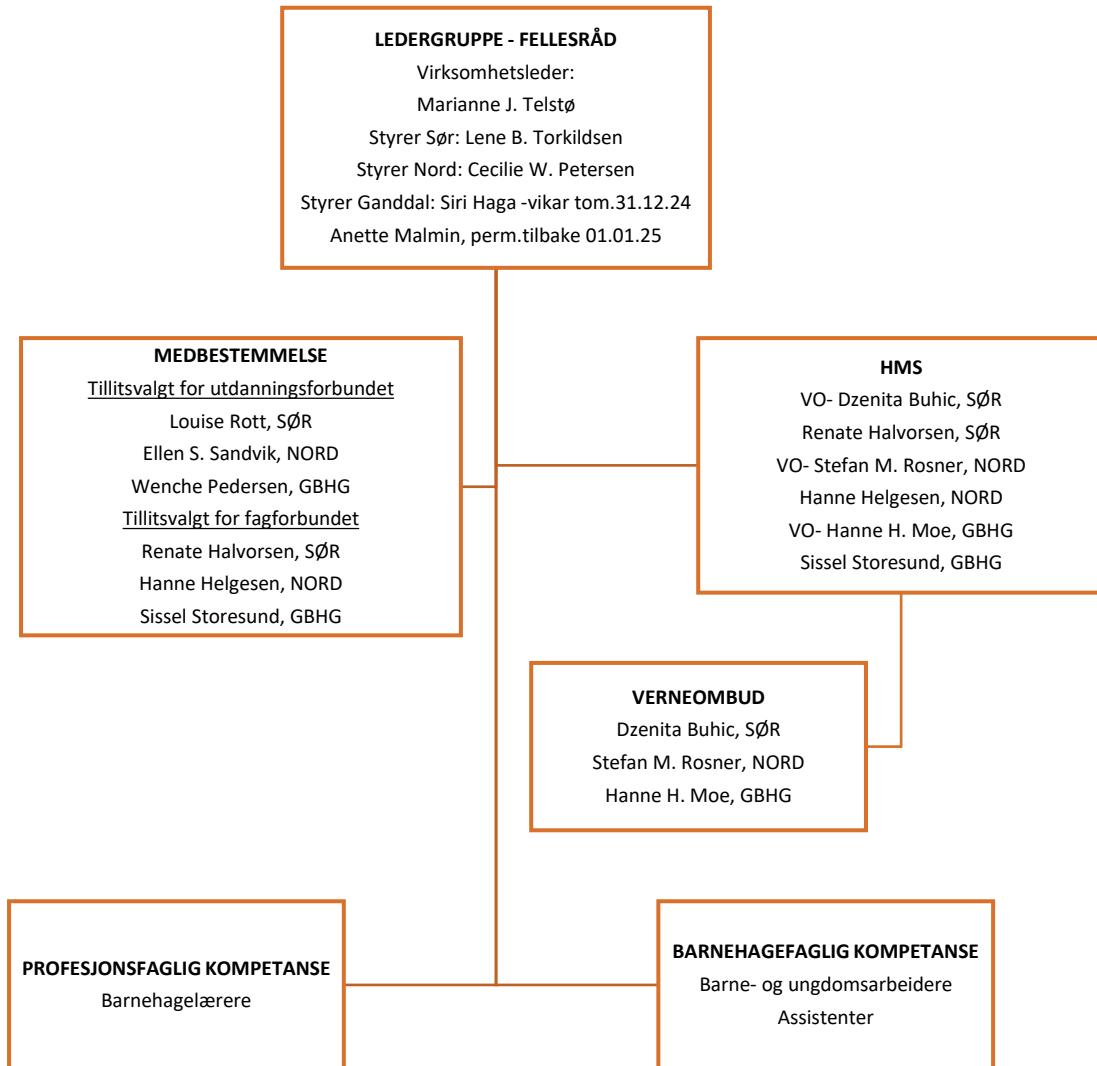 LEDERGRUPPE - FELLESRÅD
Virksomhetsleder:
Marianne J. Telstø
Styrer Sør: Lene B. Torkildsen
Styrer Nord: Cecilie W. Petersen
Styrer Ganddal: Siri Haga -vikar tom.31.12.24
Anette Malmin, perm.tilbake 01.01.25
MEDBESTEMMELSE
Tillitsvalgt for utdanningsforbundet
Louise Rott, SØR
Ellen S. Sandvik, NORD
Wenche Pedersen, GBHG
Tillitsvalgt for fagforbundet
Renate Halvorsen, SØR
Hanne Helgesen, NORD
Sissel Storesund, GBHG
HMS
VO- Dzenita Buhic, SØR
Renate Halvorsen, SØR
VO- Stefan M. Rosner, NORD
Hanne Helgesen, NORD
VO- Hanne H. Moe, GBHG
Sissel Storesund, GBHG
VERNEOMBUD
Dzenita Buhic, SØR
Stefan M. Rosner, NORD
Hanne H. Moe, GBHG
PROFESJONSFAGLIG KOMPETANSE
Barnehagelærere
BARNEHAGEFAGLIG KOMPETANSE
Barne- og ungdomsarbeidere
Assistenter